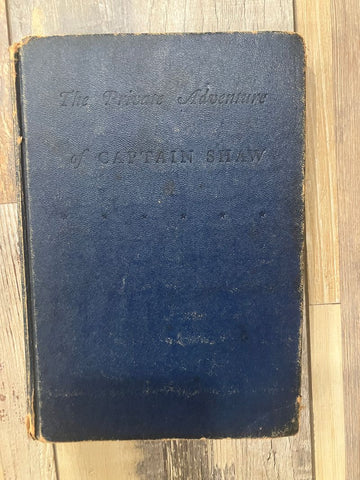 The Private Adventure
of CAPTAIN SHAW